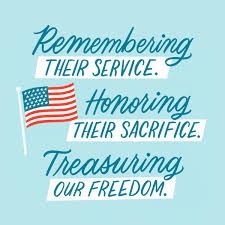 Remembering
THEIR SERVICE.
Honoring
THEIR SACRIFICE.
Treasuring
OUR FREEDOM.